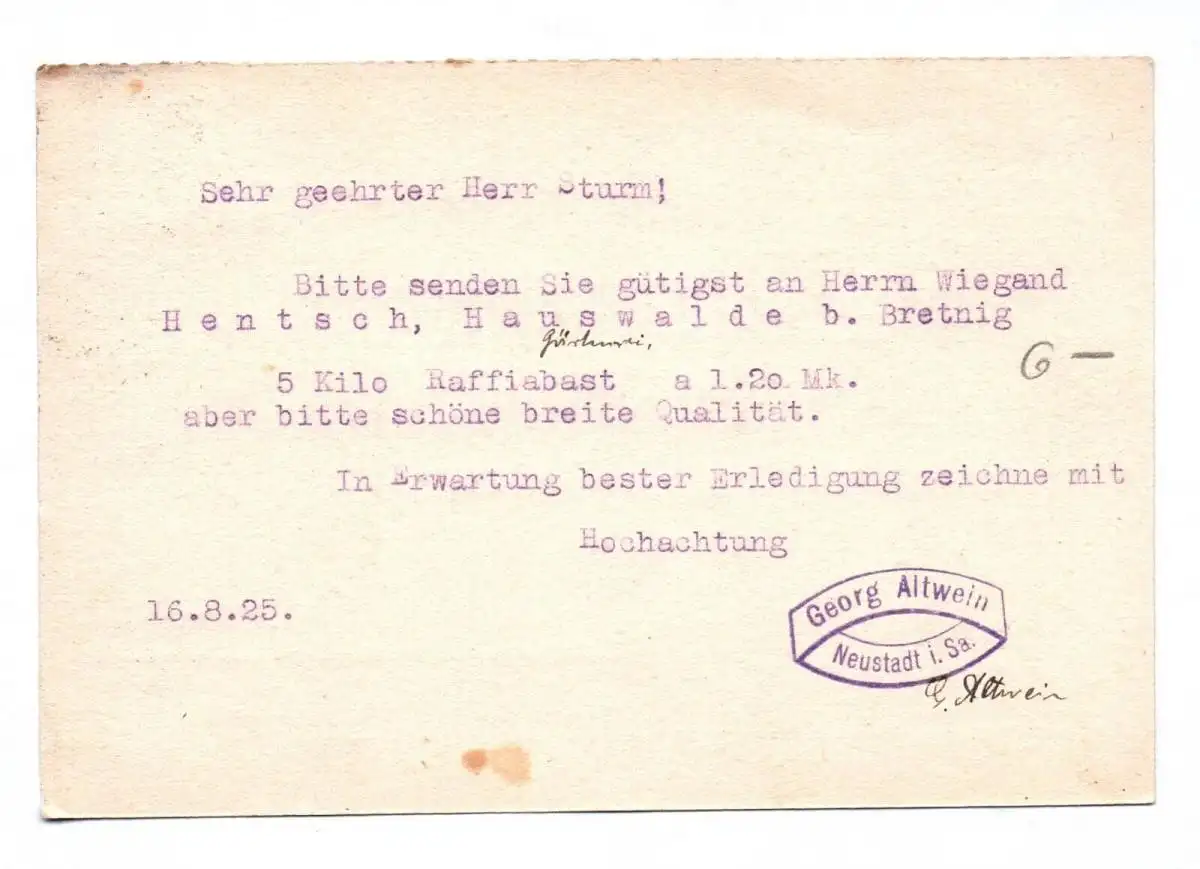 Sehr geehrter Herr Sturm!
Bitte senden Sie gütigst an Herrn Wiegand
H e n t s c h, H a u s w a l d e b. Bretnig
Gärtnerei,
6 —
5 Kilo Raffiabast a 1.20 Mk.
aber bitte schöne breite Qualität.
In Erwartung bester Erledigung zeichne mit
Hochachtung
16.8.25.
Georg Altwein
Neustadt i. Sa.
G. Altwein